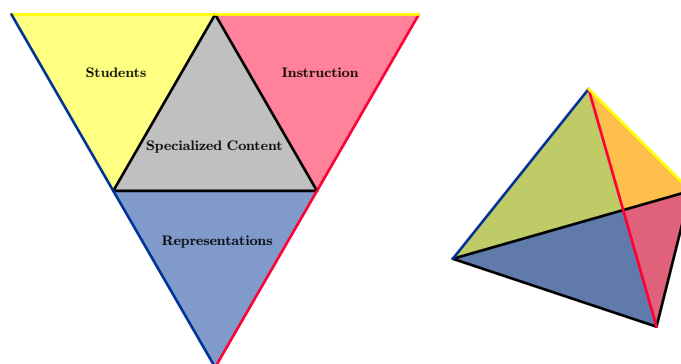 Students
Instruction
Specialized Content
Representations